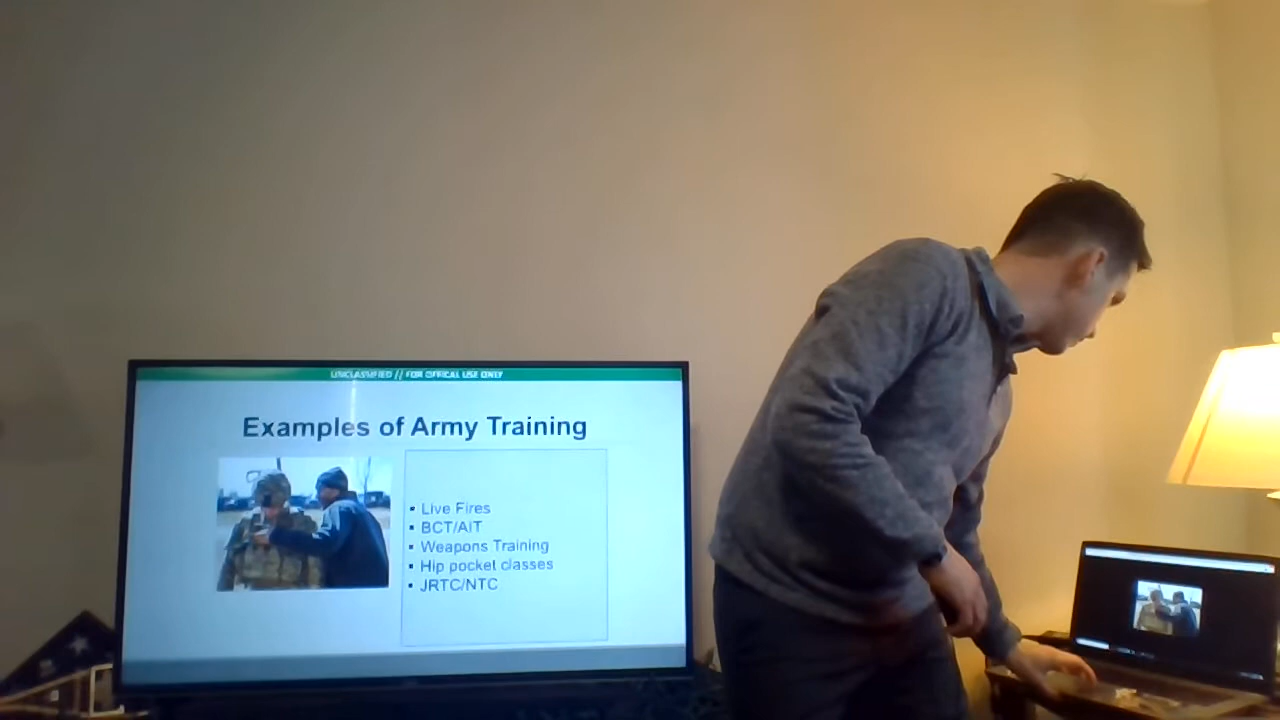 UNCLASSIFIED // FOR OFFICAL USE ONLY
Examples of Army Training
▪ Live Fires
▪ BCT/AIT
▪ Weapons Training
▪ Hip pocket classes
▪ JRTC/NTC